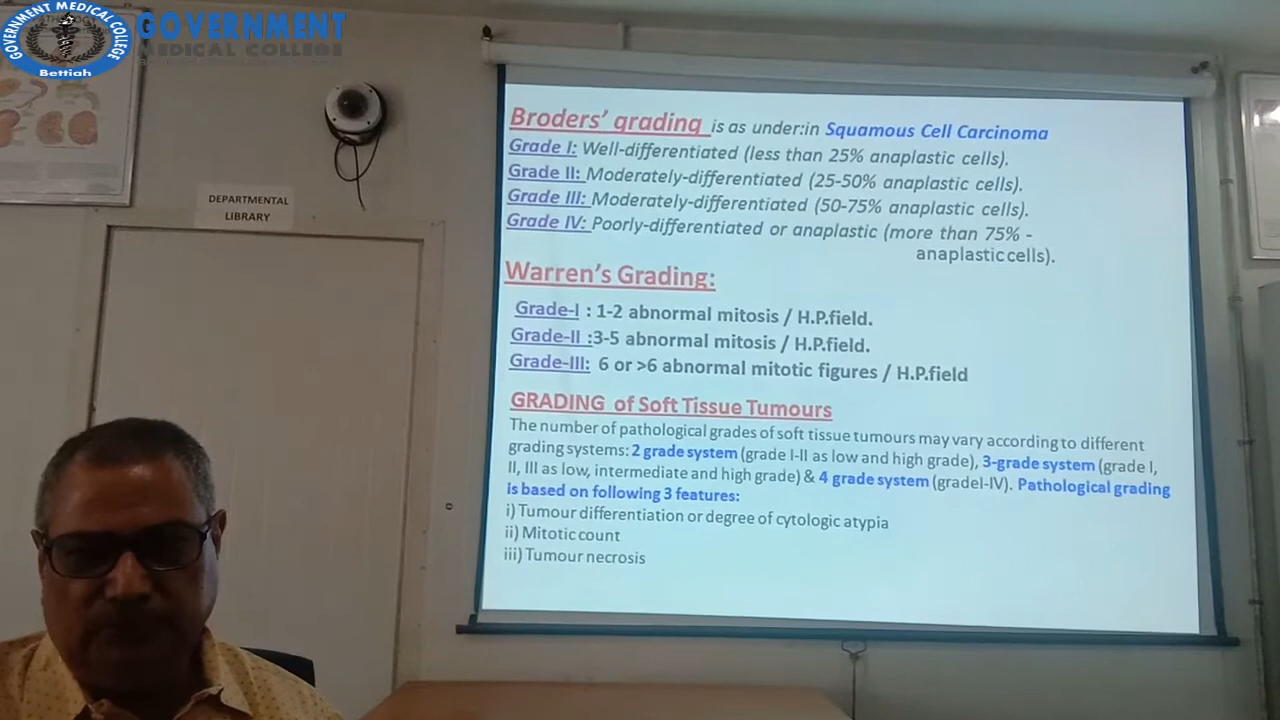 GOVERNMENT MEDICAL COLLEGE
Bettiah
GOVERNMENT
MEDICAL COLLEGE
DEPARTMENTAL
LIBRARY
Broders' grading is as under:in Squamous Cell Carcinoma
Grade I: Well-differentiated (less than 25% anaplastic cells).
Grade II: Moderately-differentiated (25-50% anaplastic cells).
Grade III: Moderately-differentiated (50-75% anaplastic cells).
Grade IV: Poorly-differentiated or anaplastic (more than 75% -
anaplastic cells).
Warren's Grading:
Grade-I : 1-2 abnormal mitosis / H.P.field.
Grade-II :3-5 abnormal mitosis / H.P.field.
Grade-III: 6 or >6 abnormal mitotic figures / H.P.field
GRADING of Soft Tissue Tumours
The number of pathological grades of soft tissue tumours may vary according to different
grading systems: 2 grade system (grade I-II as low and high grade), 3-grade system (grade I,
II, III as low, intermediate and high grade) & 4 grade system (gradeI-IV). Pathological grading
is based on following 3 features:
i) Tumour differentiation or degree of cytologic atypia
ii) Mitotic count
iii) Tumour necrosis